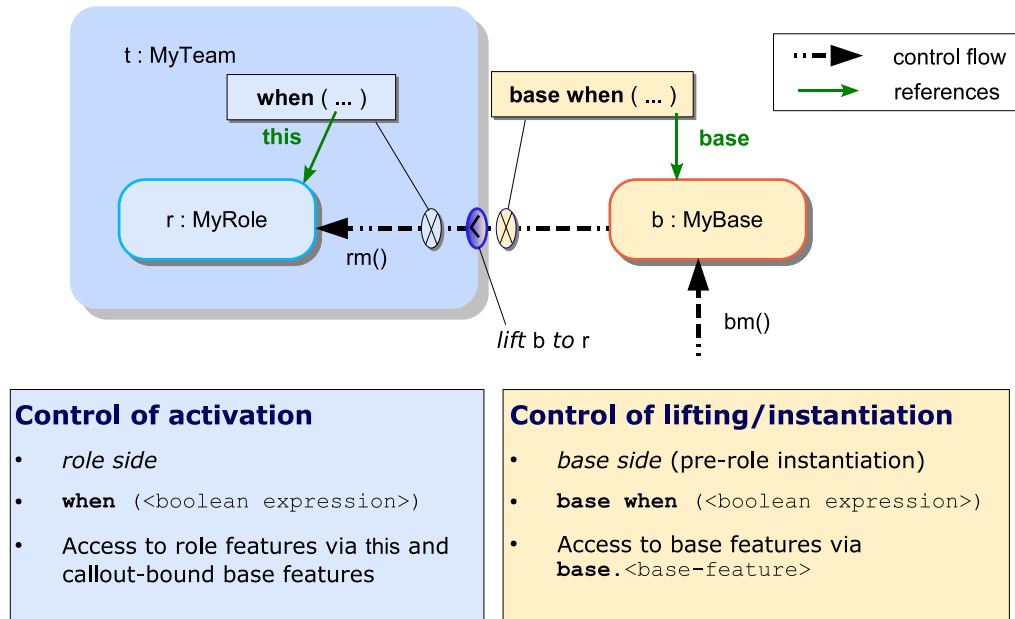 t : MyTeam
when ( ... )
base when ( ... )
control flow
references
this
base
r : MyRole
b : MyBase
rm()
bm()
lift b to r
Control of activation
• role side
• when (<boolean expression>)
• Access to role features via this and
callout-bound base features
Control of lifting/instantiation
• base side (pre-role instantiation)
• base when (<boolean expression>)
• Access to base features via
base.<base-feature>